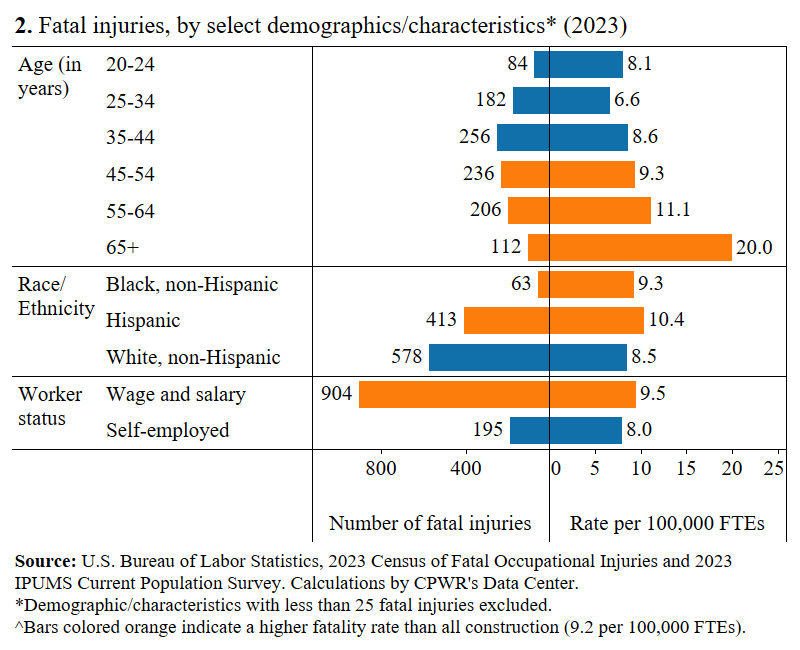 2. Fatal injuries, by select demographics/characteristics* (2023)
Age (in years)
20-24 84 8.1
25-34 182 6.6
35-44 256 8.6
45-54 236 9.3
55-64 206 11.1
65+ 112 20.0
Race/
Ethnicity
Black, non-Hispanic 63 9.3
Hispanic 413 10.4
White, non-Hispanic 578 8.5
Worker
status
Wage and salary 904 9.5
Self-employed 195 8.0
800 400 0 5 10 15 20 25
Number of fatal injuries Rate per 100,000 FTEs
Source: U.S. Bureau of Labor Statistics, 2023 Census of Fatal Occupational Injuries and 2023
IPUMS Current Population Survey. Calculations by CPWR's Data Center.
*Demographic/characteristics with less than 25 fatal injuries excluded.
^Bars colored orange indicate a higher fatality rate than all construction (9.2 per 100,000 FTEs).